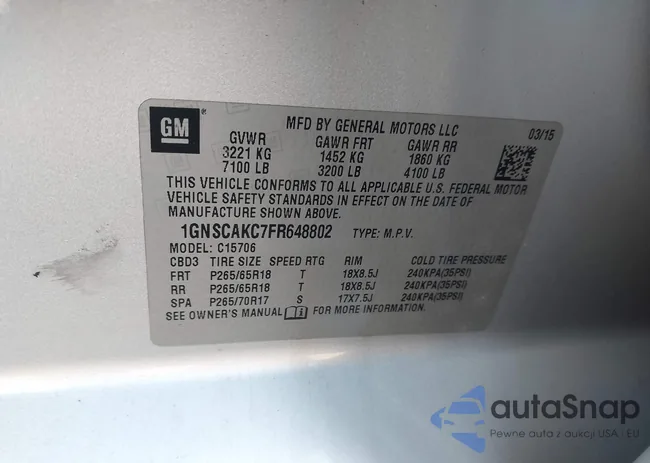 GM
MFD BY GENERAL MOTORS LLC
03/15
GVWR GAWR FRT GAWR RR
3221 KG 1452 KG 1860 KG
7100 LB 3200 LB 4100 LB
THIS VEHICLE CONFORMS TO ALL APPLICABLE U.S. FEDERAL MOTOR
VEHICLE SAFETY STANDARDS IN EFFECT ON THE DATE OF
MANUFACTURE SHOWN ABOVE.
1GNSCAKC7FR648802 TYPE: M.P.V.
MODEL: C15706
CBD3 TIRE SIZE SPEED RTG RIM COLD TIRE PRESSURE
FRT P265/65R18 T 18X8.5J 240KPA(35PSI)
RR P265/65R18 T 18X8.5J 240KPA(35PSI)
SPA P265/70R17 S 17X7.5J 240KPA(35PSI)
SEE OWNER'S MANUAL FOR MORE INFORMATION.
autaSnap
Pewne auta z aukcji USA - EU